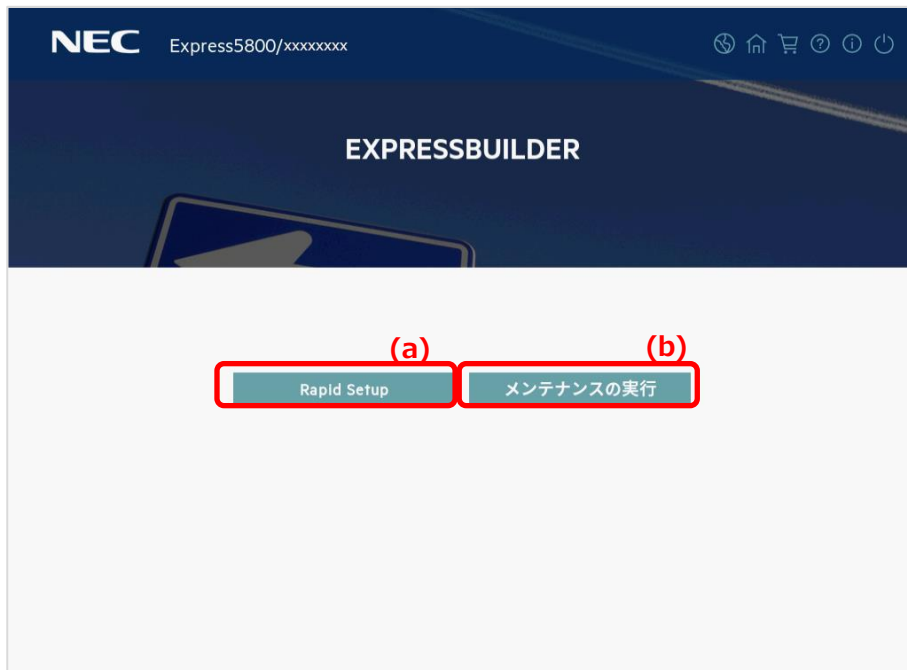 NEC Express5800/xxxxxxxx
EXPRESSBUILDER
(a) (b)
Rapid Setup メンテナンスの実行